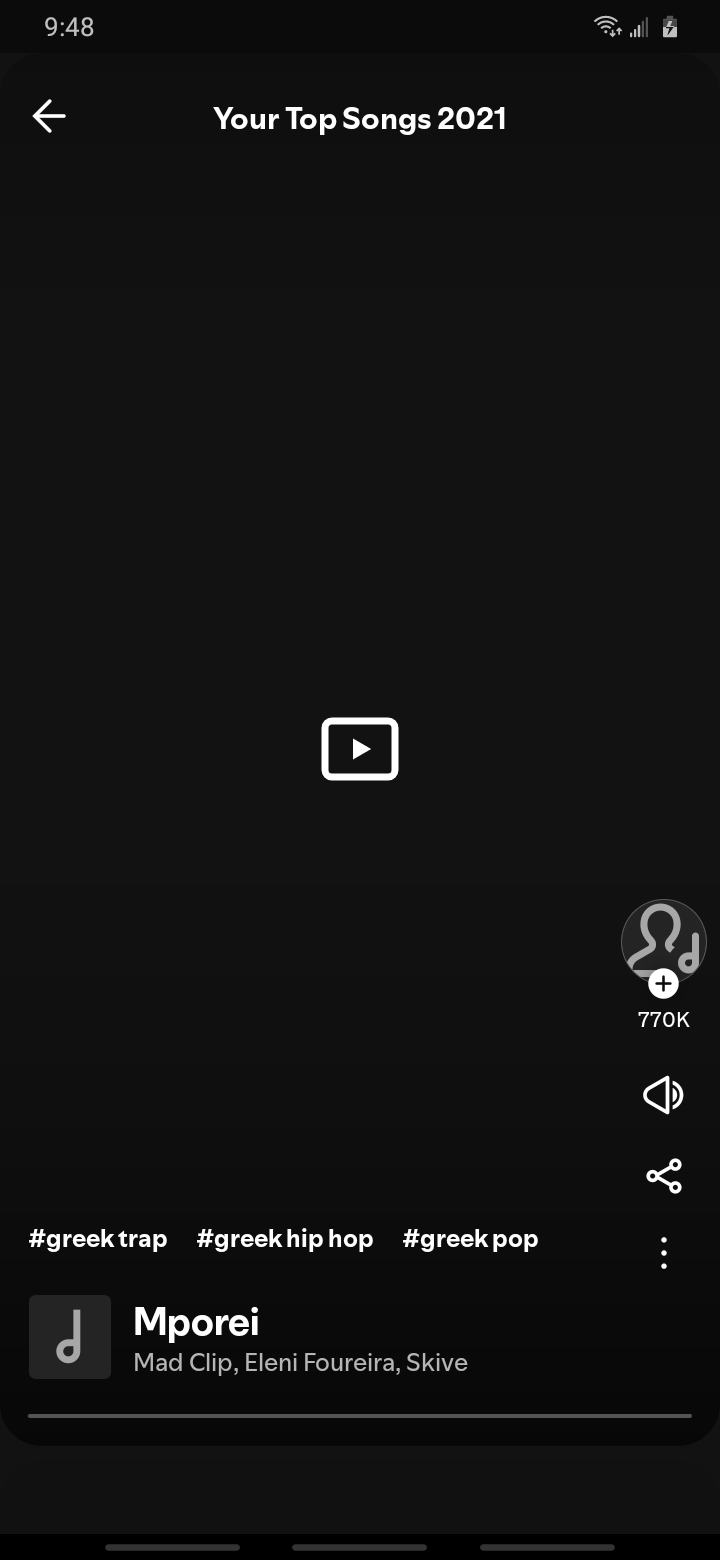 9:48
Your Top Songs 2021
770K
#greek trap #greek hip hop #greek pop
Mporei
Mad Clip, Eleni Foureira, Skive